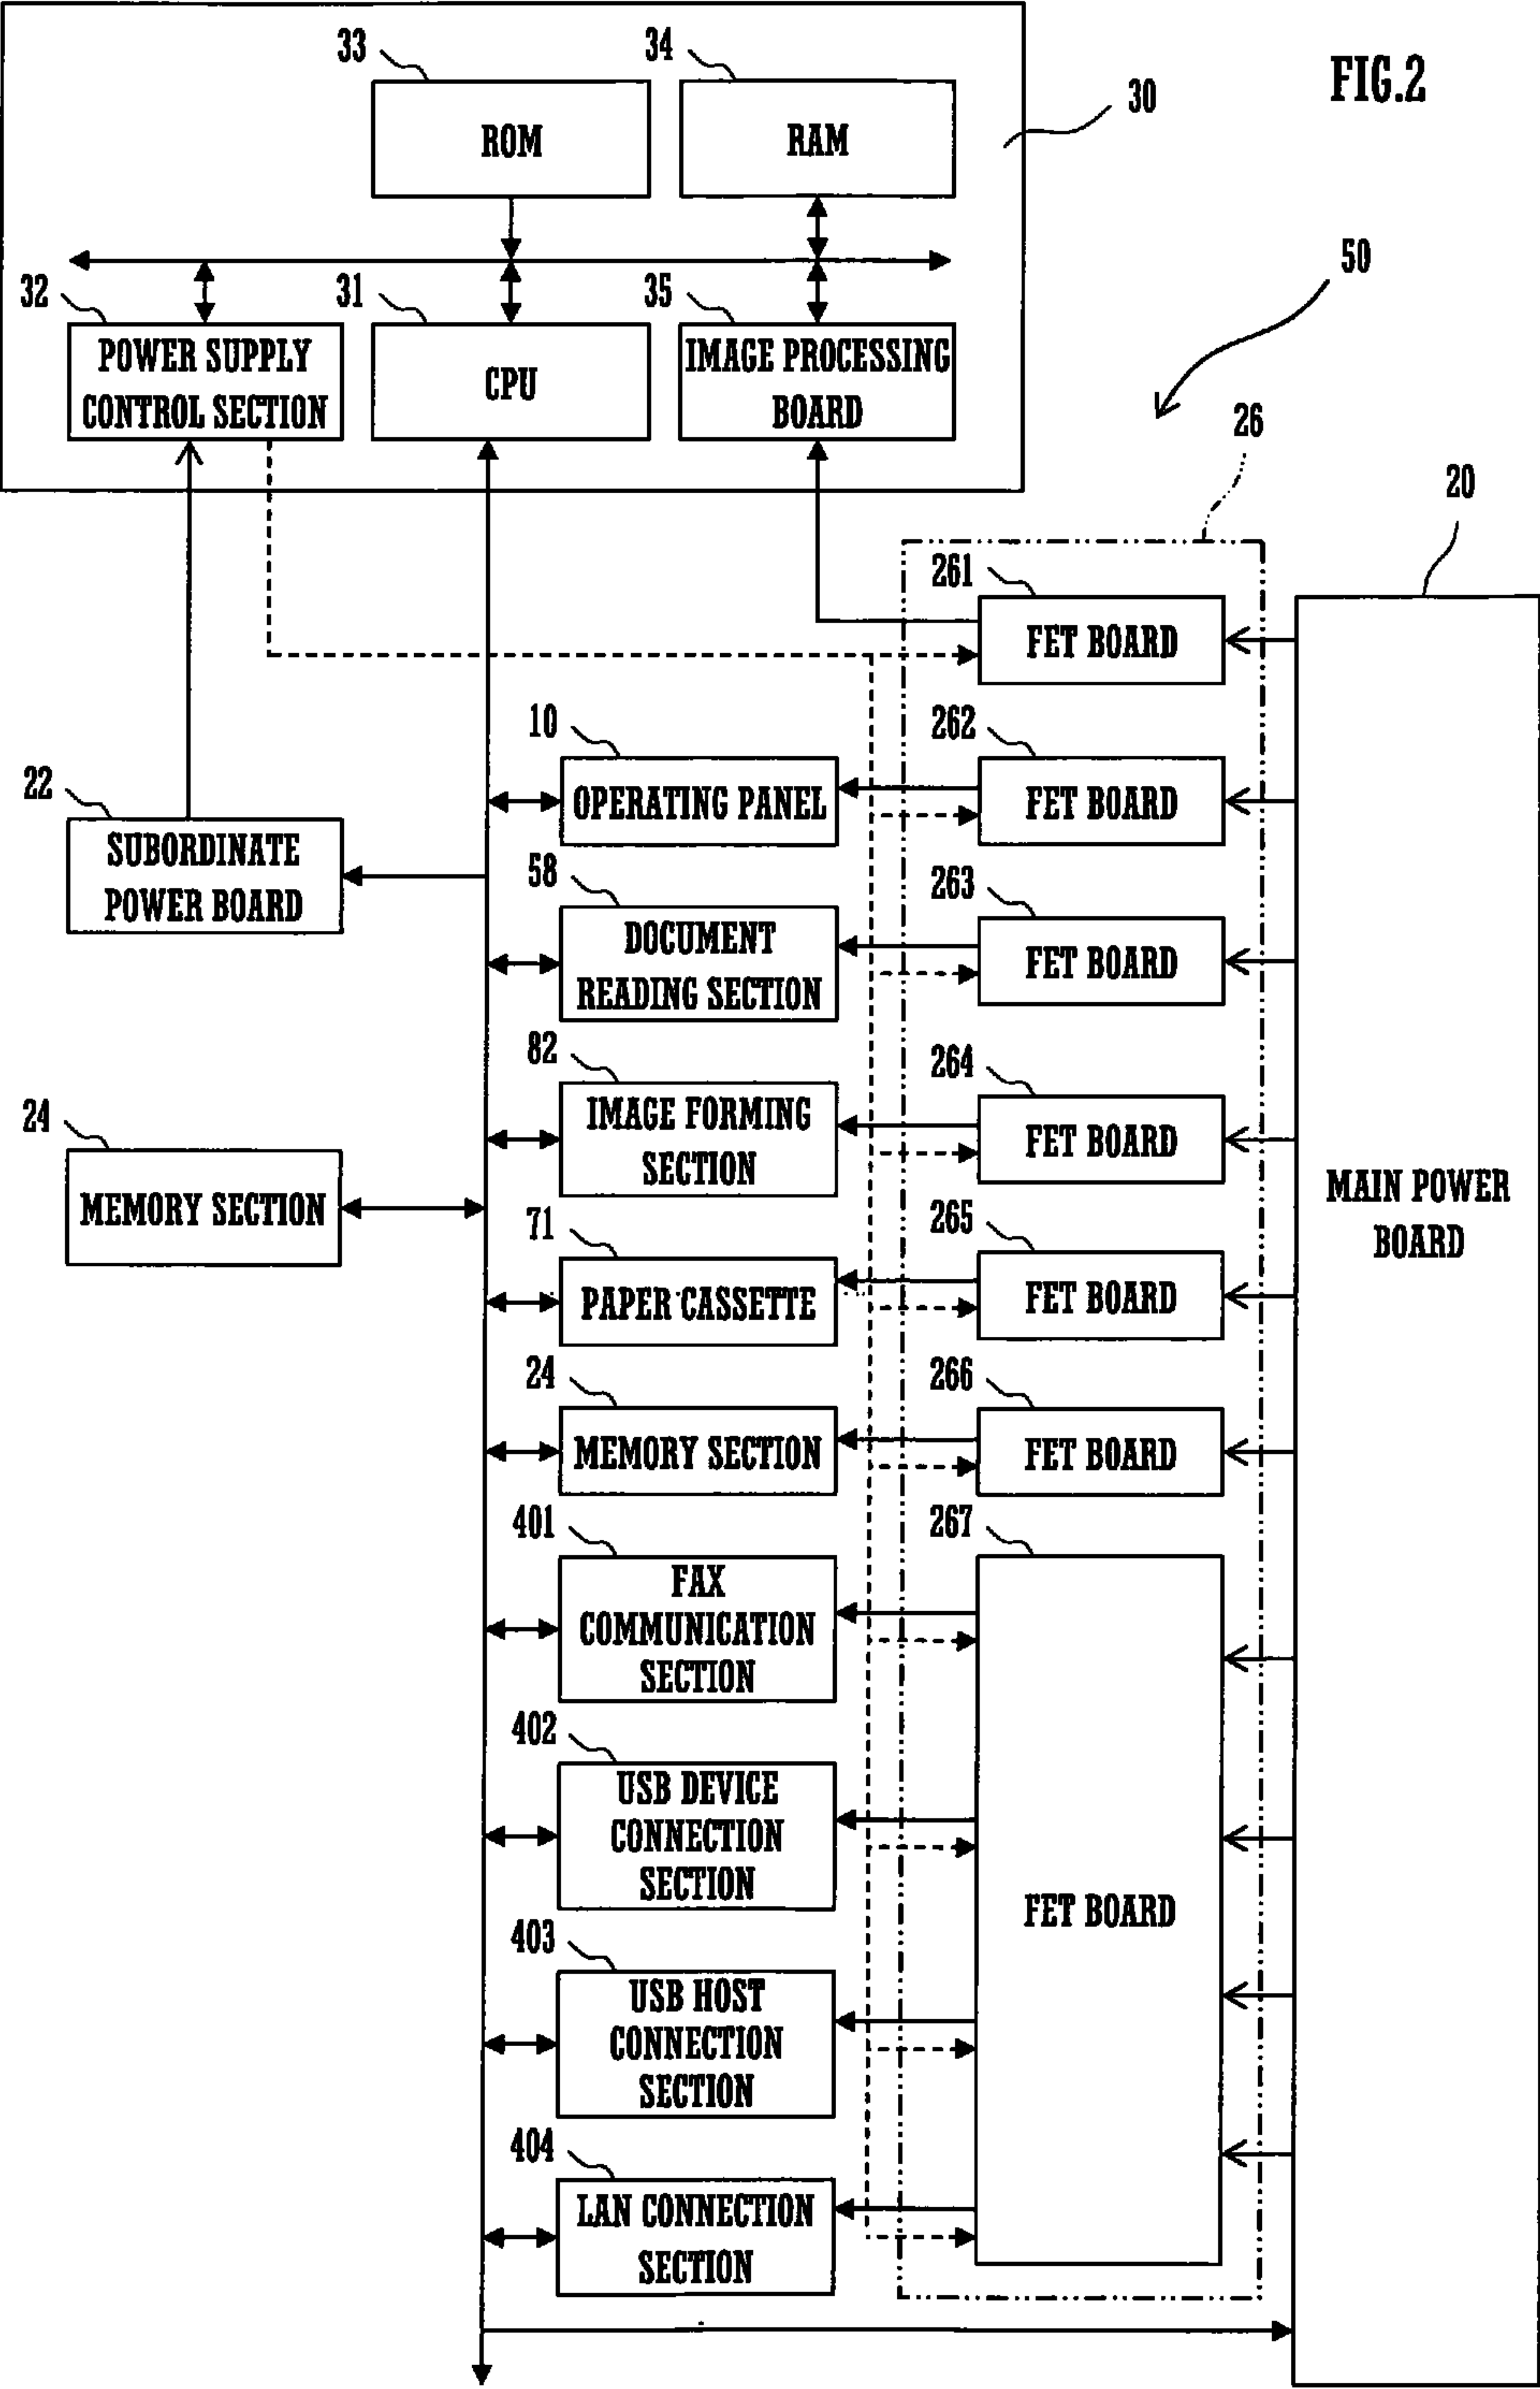 FIG.2
33
34
30
ROM
RAM
50
32
31
35
POWER SUPPLY
CONTROL SECTION
CPU
IMAGE PROCESSING
BOARD
26
20
261
FET BOARD
10
262
OPERATING PANEL
FET BOARD
22
SUBORDINATE
POWER BOARD
58
263
DOCUMENT
READING SECTION
FET BOARD
82
264
IMAGE FORMING
SECTION
FET BOARD
24
MEMORY SECTION
MAIN POWER
BOARD
71
265
PAPER CASSETTE
FET BOARD
24
266
MEMORY SECTION
FET BOARD
401
267
FAX
COMMUNICATION
SECTION
402
USB DEVICE
CONNECTION
SECTION
FET BOARD
403
USB HOST
CONNECTION
SECTION
404
LAN CONNECTION
SECTION